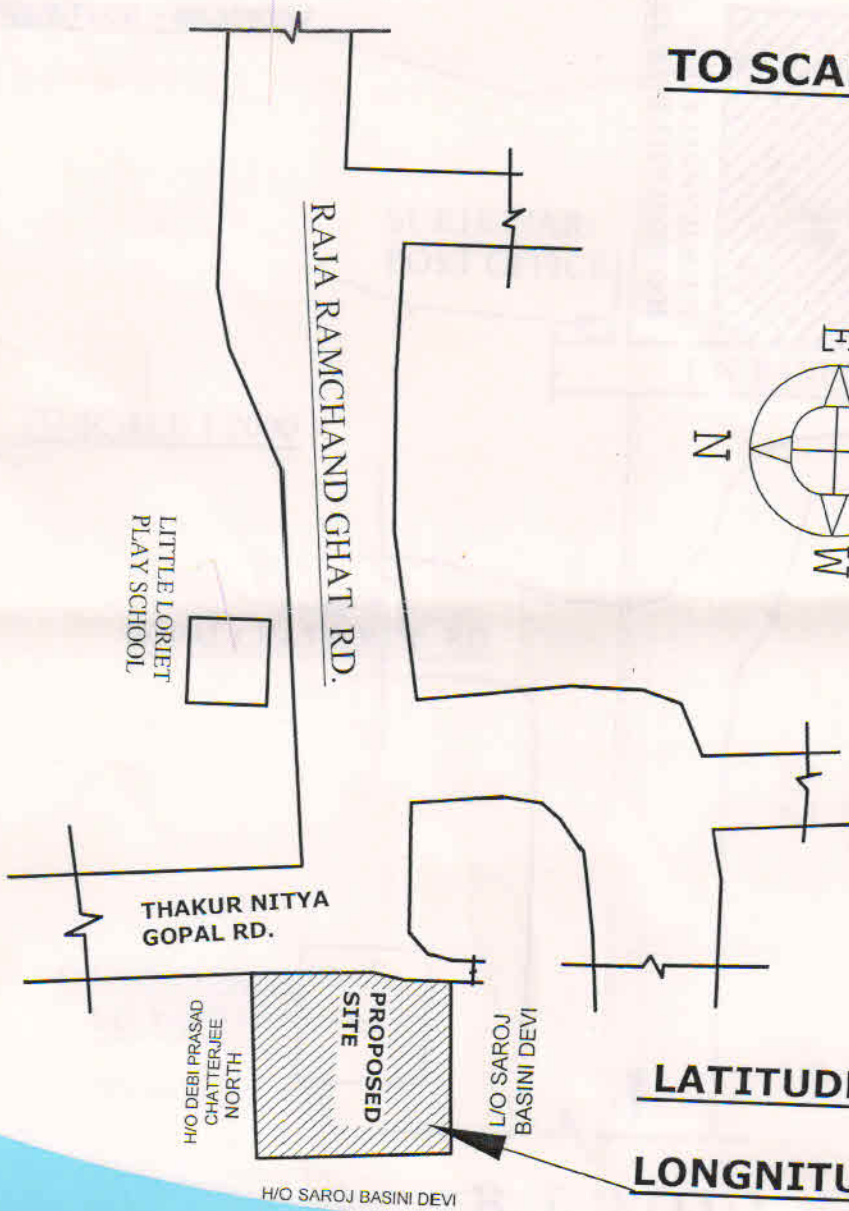 TO SCA
RAJA RAMCHAND GHAT RD.
E
N
W
LITTLE LORIET
PLAY SCHOOL
THAKUR NITYA
GOPAL RD.
PROPOSED
SITE
H/O DEBI PRASAD
CHATTERJEE
NORTH
L/O SAROJ
BASINI DEVI
LATITUD
LONGNITU
H/O SAROJ BASINI DEVI